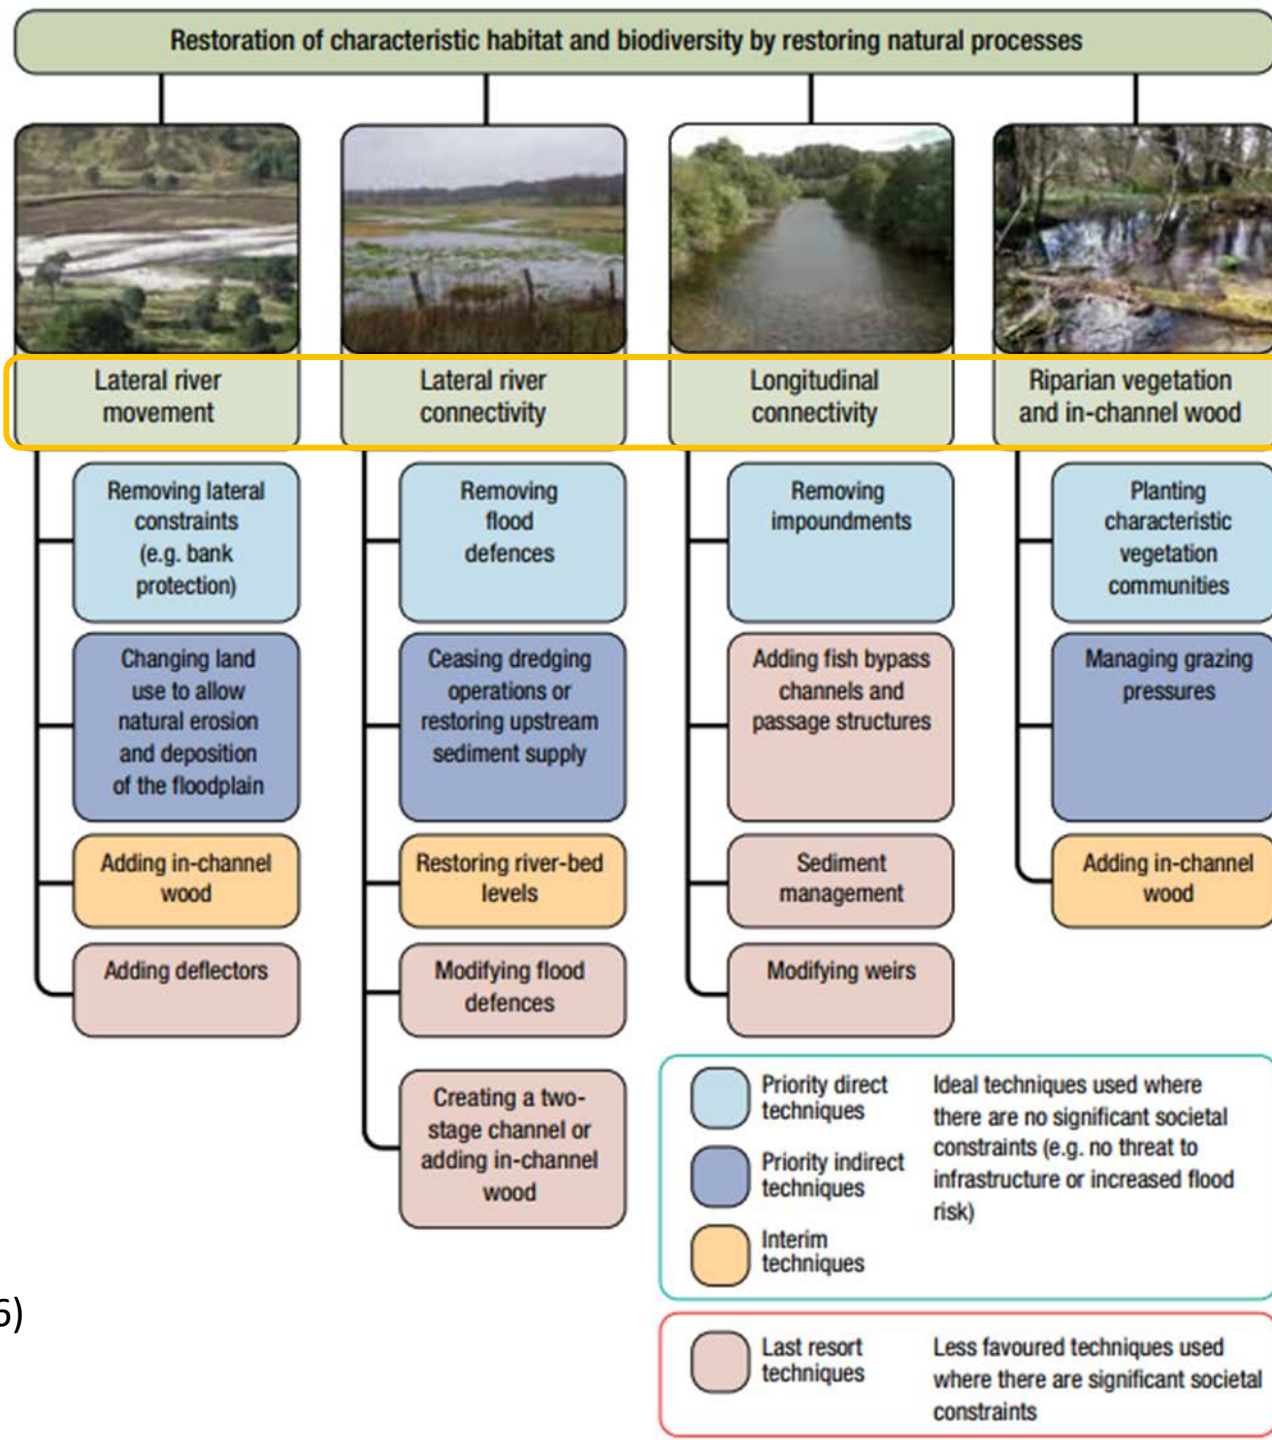 Restoration of characteristic habitat and biodiversity by restoring natural processes
Lateral river
movement
Removing lateral
constraints
(e.g. bank
protection)
Changing land
use to allow
natural erosion
and deposition
of the floodplain
Adding in-channel
wood
Adding deflectors
Lateral river
connectivity
Removing
flood
defences
Ceasing dredging
operations or
restoring upstream
sediment supply
Restoring river-bed
levels
Modifying flood
defences
Creating a two-
stage channel or
adding in-channel
wood
Longitudinal
connectivity
Removing
impoundments
Adding fish bypass
channels and
passage structures
Sediment
management
Modifying weirs
Riparian vegetation
and in-channel wood
Planting
characteristic
vegetation
communities
Managing grazing
pressures
Adding in-channel
wood
Priority direct
techniques
Priority indirect
techniques
Interim
techniques
Ideal techniques used where
there are no significant societal
constraints (e.g. no threat to
infrastructure or increased flood
risk)
Last resort
techniques
Less favoured techniques used
where there are significant societal
constraints
6)